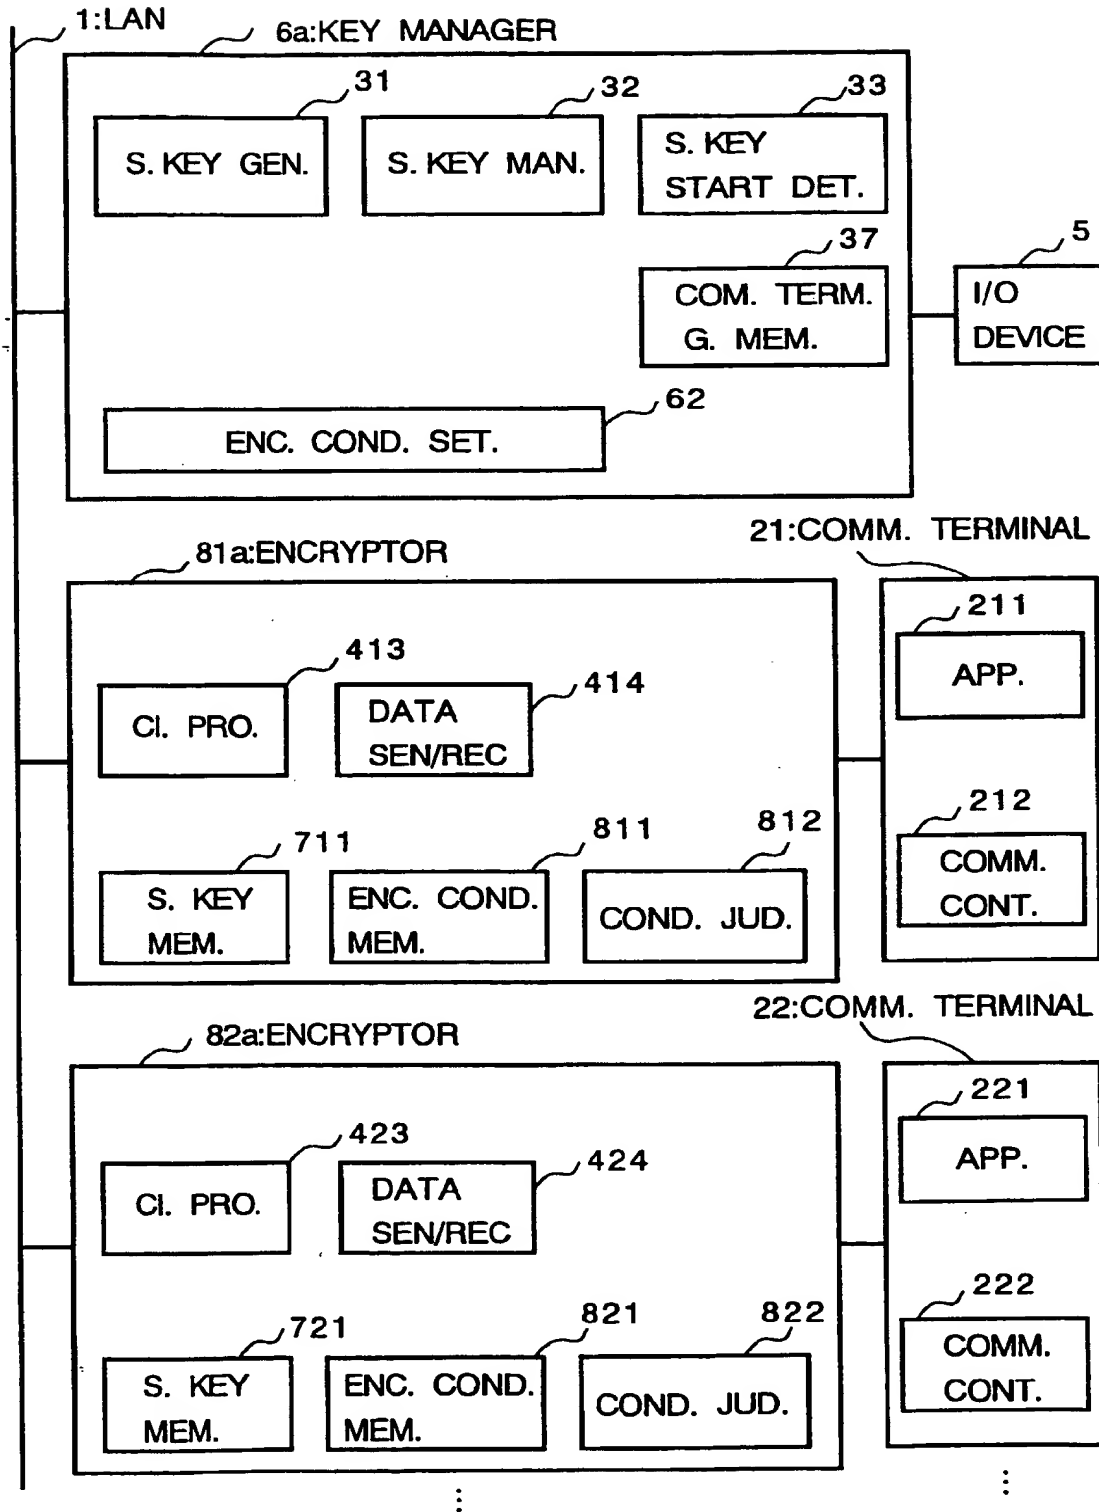 1:LAN
6a:KEY MANAGER
31
32
33
S. KEY GEN.
S. KEY MAN.
S. KEY
START DET.
37
5
COM. TERM.
G. MEM.
I/O
DEVICE
62
ENC. COND. SET.
81a:ENCRYPTOR
21:COMM. TERMINAL
413
414
211
CI. PRO.
DATA
SEN/REC
APP.
711
811
812
212
S. KEY
MEM.
ENC. COND.
MEM.
COND. JUD.
COMM.
CONT.
82a:ENCRYPTOR
22:COMM. TERMINAL
423
424
221
CI. PRO.
DATA
SEN/REC
APP.
721
821
822
222
S. KEY
MEM.
ENC. COND.
MEM.
COND. JUD.
COMM.
CONT.